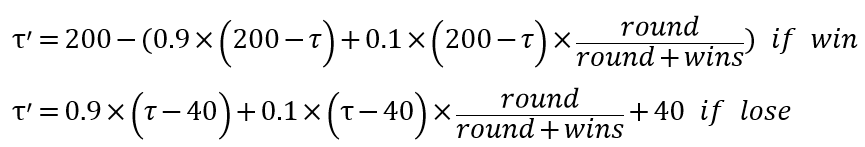 τ′ = 200 − (0.9 × (200 − τ) + 0.1 × (200 − τ) × round / round + wins) if win
τ′ = 0.9 × (τ − 40) + 0.1 × (τ − 40) × round / round + wins + 40 if lose